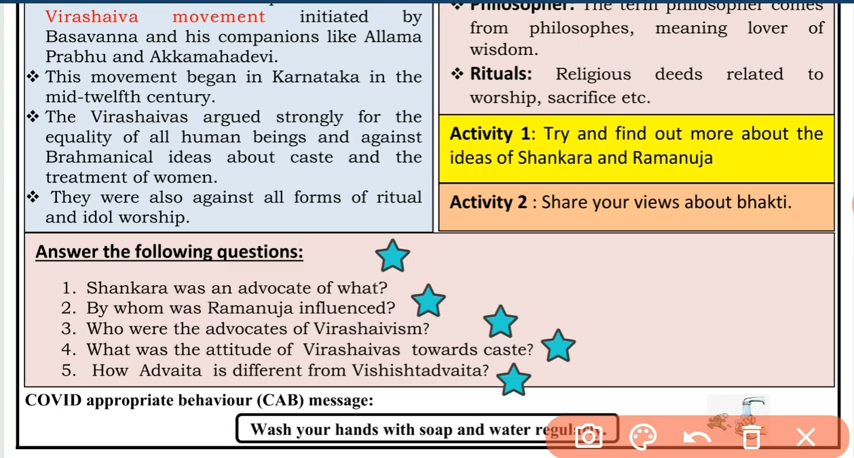 Virashaiva movement initiated by
Basavanna and his companions like Allama
Prabhu and Akkamahadevi.
❖ This movement began in Karnataka in the
mid-twelfth century.
❖ The Virashaivas argued strongly for the
equality of all human beings and against
Brahmanical ideas about caste and the
treatment of women.
❖ They were also against all forms of ritual
and idol worship.
❖ Philosopher: The term philosopher comes
from philosophes, meaning lover of
wisdom.
❖ Rituals: Religious deeds related to
worship, sacrifice etc.
Activity 1: Try and find out more about the
ideas of Shankara and Ramanuja
Activity 2 : Share your views about bhakti.
Answer the following questions:
1. Shankara was an advocate of what?
2. By whom was Ramanuja influenced?
3. Who were the advocates of Virashaivism?
4. What was the attitude of Virashaivas towards caste?
5. How Advaita is different from Vishishtadvaita?
COVID appropriate behaviour (CAB) message:
Wash your hands with soap and water regularly.